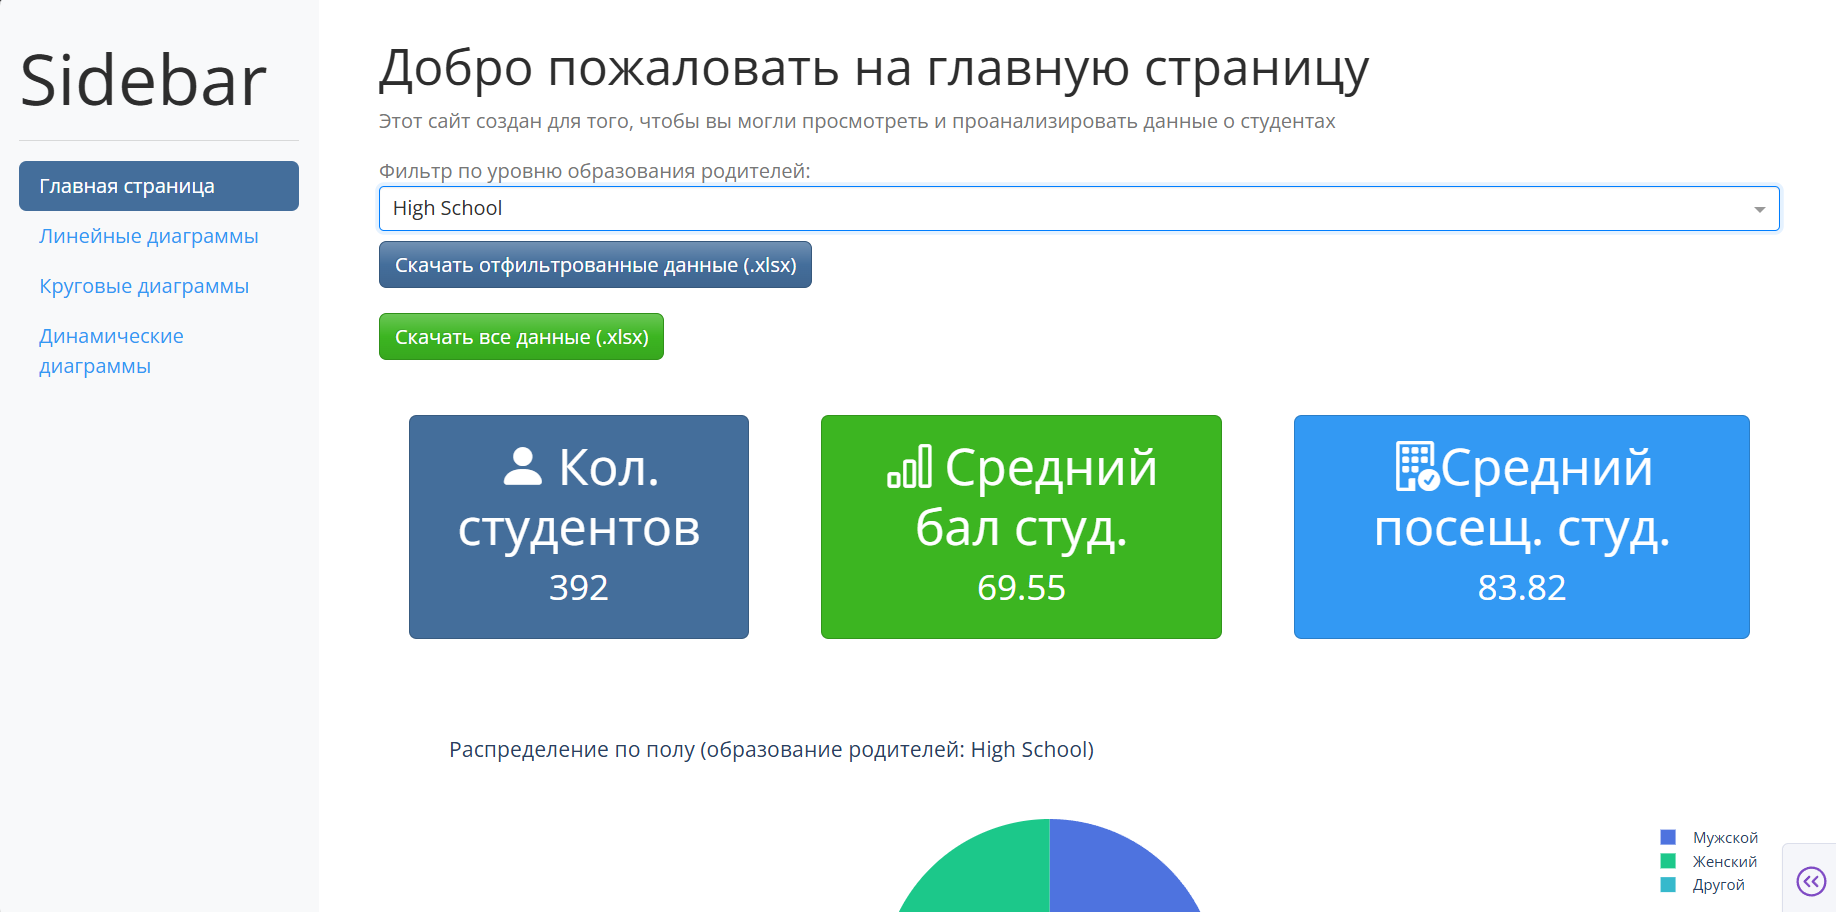 Sidebar
Главная страница
Линейные диаграммы
Круговые диаграммы
Динамические
диаграммы
Добро пожаловать на главную страницу
Этот сайт создан для того, чтобы вы могли просмотреть и проанализировать данные о студентах
Фильтр по уровню образования родителей:
High School
Скачать отфильтрованные данные (.xlsx)
Скачать все данные (.xlsx)
Кол.
студентов
392
Средний
бал студ.
69.55
Средний
посещ. студ.
83.82
Распределение по полу (образование родителей: High School)
Мужской
Женский
Другой